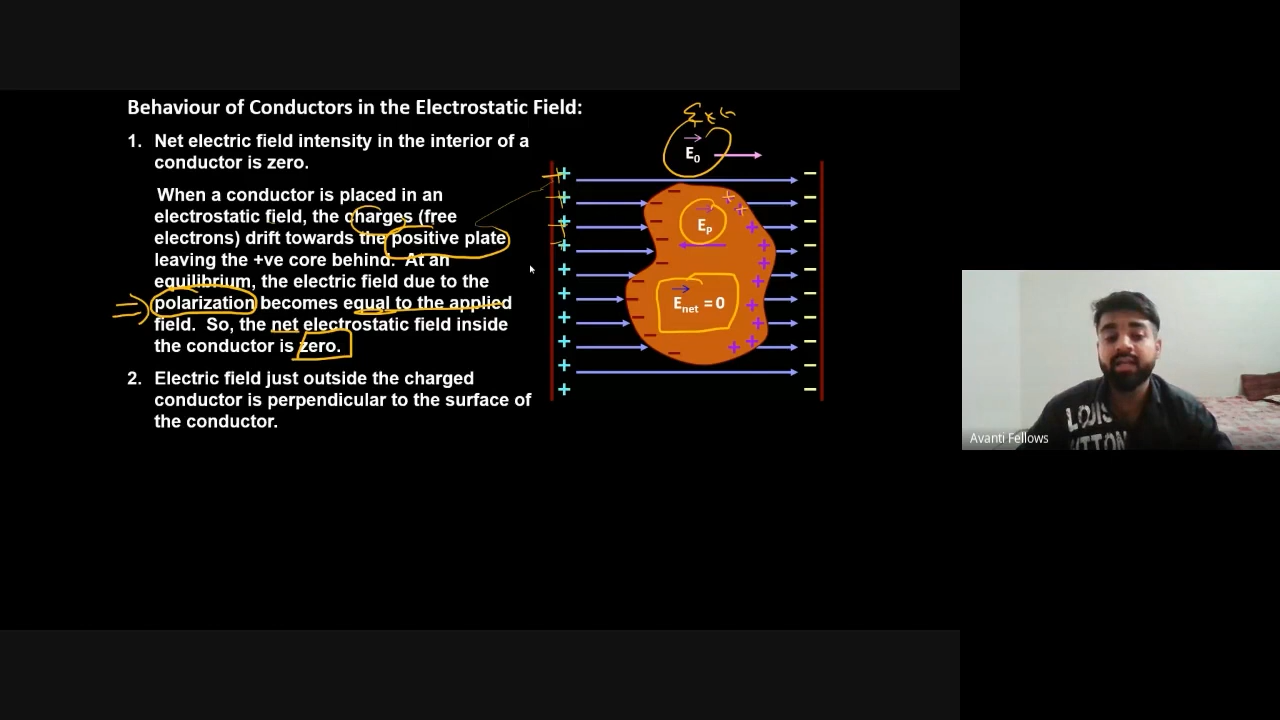 Behaviour of Conductors in the Electrostatic Field:
1. Net electric field intensity in the interior of a
conductor is zero.
When a conductor is placed in an
electrostatic field, the charges (free
electrons) drift towards the positive plate
leaving the +ve core behind. At an
equilibrium, the electric field due to the
polarization becomes equal to the applied
field. So, the net electrostatic field inside
the conductor is zero.
2. Electric field just outside the charged
conductor is perpendicular to the surface of
the conductor.
E0
EP
Enet = 0
LOUIS
Avanti Fellows